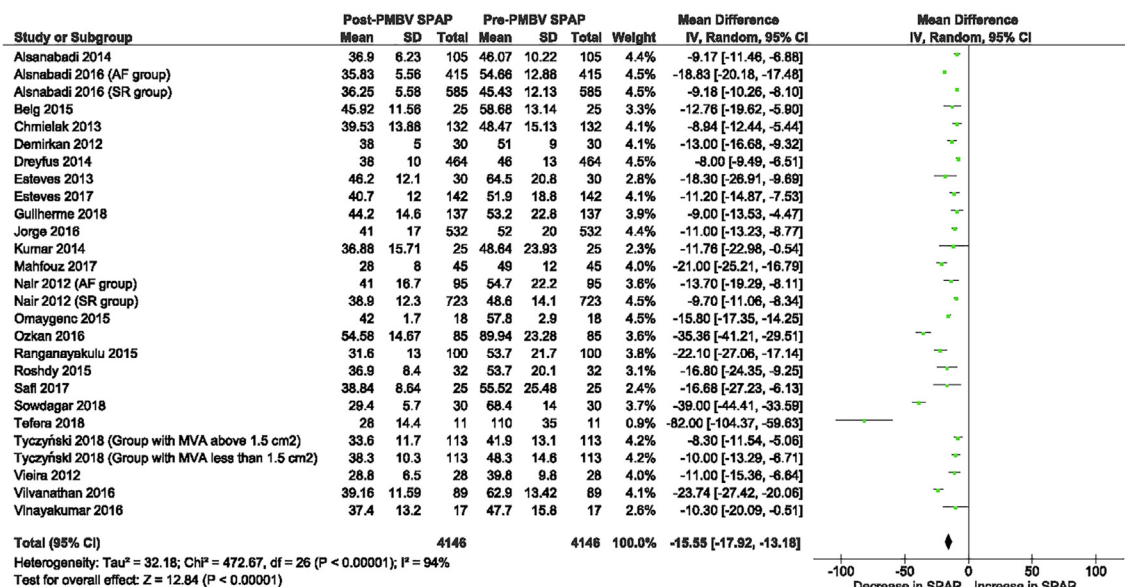 Post-PMBV SPAP Pre-PMBV SPAP Mean Difference Mean Difference
Study or Subgroup Mean SD Total Mean SD Total Weight IV, Random, 95% CI IV, Random, 95% CI
Alsanabadi 2014 36.9 6.23 105 46.07 10.22 105 4.4% -9.17 [-11.46, -6.88]
Alsnabadi 2016 (AF group) 35.83 5.56 415 54.66 12.88 415 4.5% -18.83 [-20.18, -17.48]
Alsnabadi 2016 (SR group) 36.25 5.58 585 45.43 12.13 585 4.5% -9.18 [-10.26, -8.10]
Belg 2015 45.92 11.56 25 58.68 13.14 25 3.3% -12.76 [-19.62, -5.90]
Chmielak 2013 39.53 13.88 132 48.47 15.13 132 4.1% -8.94 [-12.44, -5.44]
Demirkan 2012 38 5 30 51 9 30 4.1% -13.00 [-16.68, -9.32]
Dreyfus 2014 38 10 464 46 13 464 4.5% -8.00 [-9.49, -6.51]
Esteves 2013 46.2 12.1 30 64.5 20.8 30 2.8% -18.30 [-26.91, -9.69]
Esteves 2017 40.7 12 142 51.9 18.8 142 4.1% -11.20 [-14.87, -7.53]
Guilherme 2018 44.2 14.6 137 53.2 22.8 137 3.9% -9.00 [-13.53, -4.47]
Jorge 2016 41 17 532 52 20 532 4.4% -11.00 [-13.23, -8.77]
Kumar 2014 36.88 15.71 25 48.64 23.93 25 2.3% -11.76 [-22.98, -0.54]
Mahfouz 2017 28 8 45 49 12 45 4.0% -21.00 [-25.21, -16.79]
Nair 2012 (AF group) 41 16.7 95 54.7 22.2 95 3.7% -13.70 [-19.29, -8.11]
Nair 2012 (SR group) 38.9 12.3 723 48.6 14.1 723 4.5% -9.70 [-11.06, -8.34]
Omaygenc 2015 42 1.7 18 57.8 2.9 18 4.5% -15.80 [-17.35, -14.25]
Ozkan 2016 54.58 14.67 85 89.94 23.28 85 3.6% -35.36 [-41.21, -29.51]
Ranganayakulu 2015 31.6 13 100 53.7 21.7 100 3.8% -22.10 [-27.06, -17.14]
Roshdy 2015 36.9 8.4 32 53.7 20.1 32 3.1% -16.80 [-24.35, -9.25]
Safi 2017 38.84 8.64 25 55.52 25.48 25 2.4% -16.68 [-27.23, -6.13]
Sowdagar 2018 29.4 5.7 30 68.4 14 30 3.7% -39.00 [-44.41, -33.59]
Tefera 2018 28 14.4 11 110 35 11 0.9% -82.00 [-104.37, -59.63]
Tyczyński 2018 (Group with MVA above 1.5 cm2) 33.6 11.7 113 41.9 13.1 113 4.2% -8.30 [-11.54, -5.06]
Tyczyński 2018 (Group with MVA less than 1.5 cm2) 38.3 10.3 113 48.3 14.6 113 4.2% -10.00 [-13.29, -6.71]
Vieira 2012 28.8 6.5 28 39.8 9.8 28 4.0% -11.00 [-15.36, -6.64]
Vilvanathan 2016 39.16 11.59 89 62.9 13.42 89 4.1% -23.74 [-27.42, -20.06]
Vinayakumar 2016 37.4 13.2 17 47.7 15.8 17 2.6% -10.30 [-20.09, -0.51]
Total (95% CI) 4146 4146 100.0% -15.55 [-17.92, -13.18]
Heterogeneity: Tau² = 32.18; Chi² = 472.67, df = 26 (P < 0.00001); I² = 94%
Test for overall effect: Z = 12.84 (P < 0.00001)
-100 -50 0 50 100
Decrease in SPAP Increase in SPAP